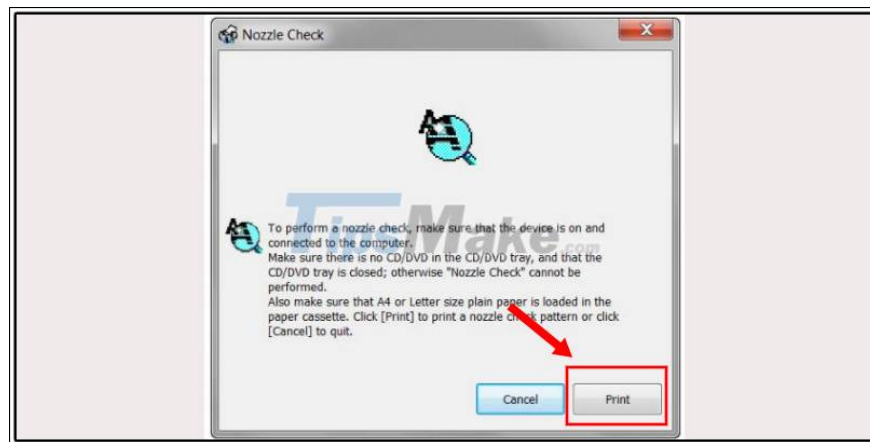 Nozzle Check
TipsMake.com
To perform a nozzle check, make sure that the device is on and
connected to the computer.
Make sure there is no CD/DVD in the CD/DVD tray, and that the
CD/DVD tray is closed; otherwise "Nozzle Check" cannot be
performed.
Also make sure that A4 or Letter size plain paper is loaded in the
paper cassette. Click [Print] to print a nozzle check pattern or click
[Cancel] to quit.
Cancel
Print